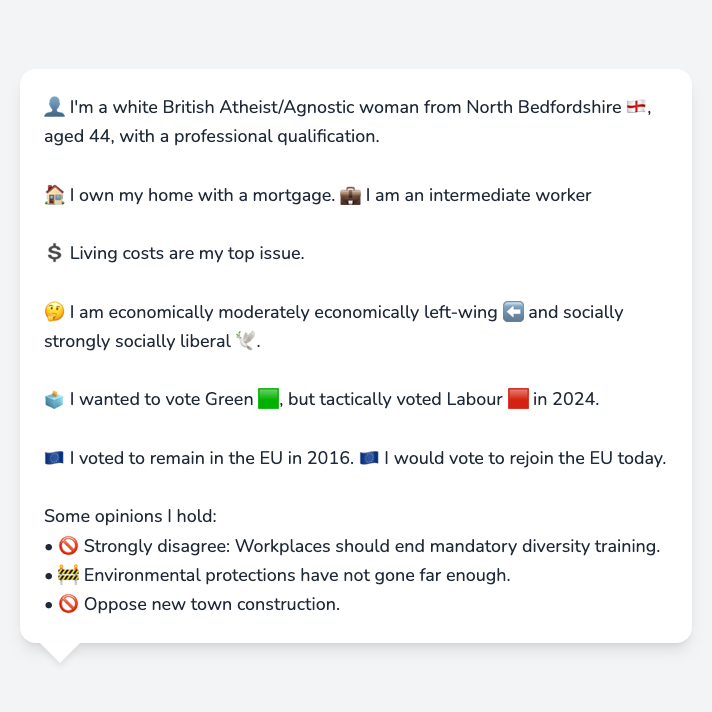 👤 I'm a white British Atheist/Agnostic woman from North Bedfordshire 🏴󠁧󠁢󠁥󠁮󠁧󠁿,
aged 44, with a professional qualification.
🏠 I own my home with a mortgage. 💼 I am an intermediate worker
💲 Living costs are my top issue.
🤔 I am economically moderately economically left-wing ⬅️ and socially
strongly socially liberal 🕊️.
🗳️ I wanted to vote Green 🟩, but tactically voted Labour 🟥 in 2024.
🇪🇺 I voted to remain in the EU in 2016. 🇪🇺 I would vote to rejoin the EU today.
Some opinions I hold:
• 🚫 Strongly disagree: Workplaces should end mandatory diversity training.
• 🚧 Environmental protections have not gone far enough.
• 🚫 Oppose new town construction.